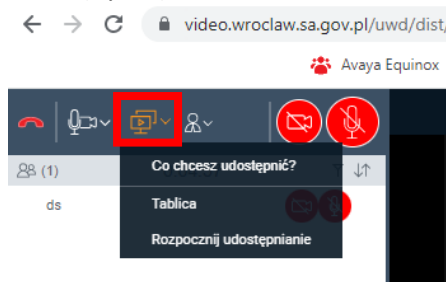 video.wroclaw.sa.gov.pl/uwd/dist/
Avaya Equinox
(1)
Co chcesz udostępnić?
ds
Tablica
Rozpocznij udostępnianie